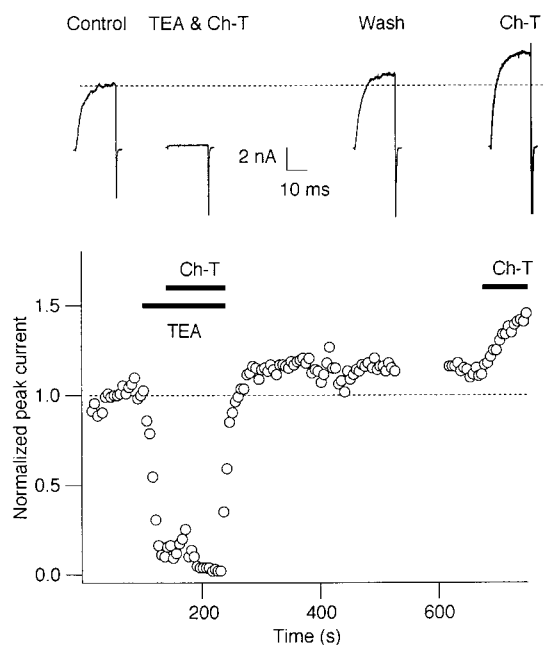 Control TEA & Ch-T Wash Ch-T
2 nA
10 ms
Ch-T Ch-T
TEA
Normalized peak current
1.5
1.0
0.5
0.0
200 400 600
Time (s)